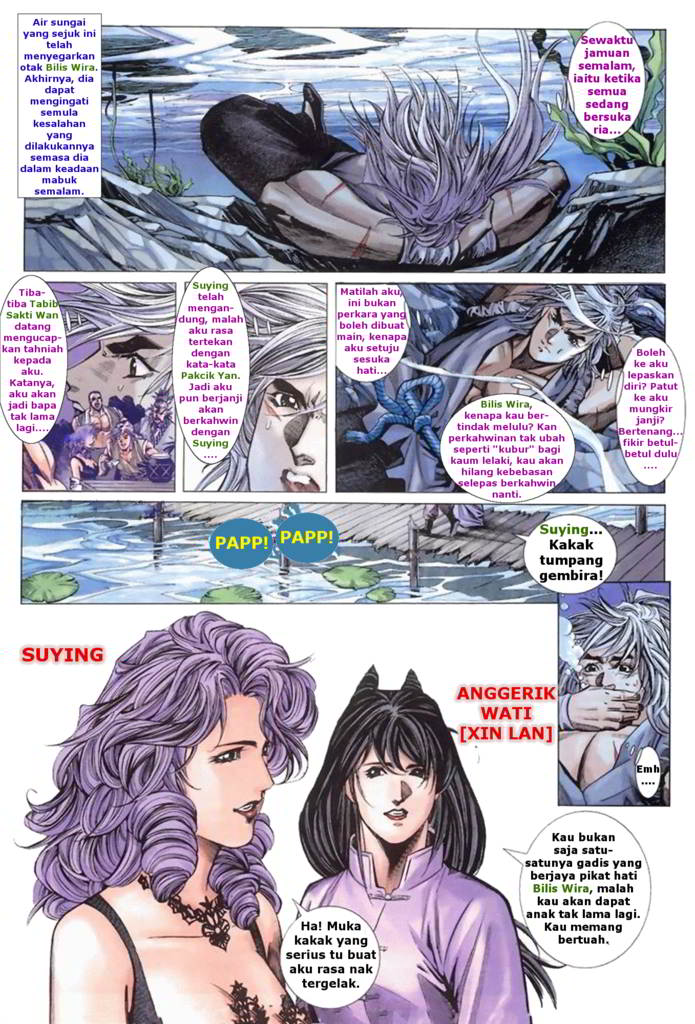 Air sungai
yang sejuk ini
telah
menyegarkan
otak Bilis Wira.
Akhirnya, dia
dapat
mengingati
semula
kesalahan
yang
dilakukannya
semasa dia
dalam keadaan
mabuk
semalam.
Sewaktu
jamuan
semalam,
iaitu ketika
semua
sedang
bersuka
ria...
Tiba-
tiba Tabib
Sakti Wan
datang
mengucap-
kan tahniah
kepada
aku.
Katanya,
aku akan
jadi bapa
tak lama
lagi....
Suying
telah
mengan-
dung, malah
aku rasa
tertekan
dengan
kata-kata
Pakcik Yan.
Jadi aku
pun berjanji
akan
berkahwin
dengan
Suying
....
Matilah aku,
ini bukan
perkara yang
boleh dibuat
main, kenapa
aku setuju
sesuka
hati...
Bilis Wira,
kenapa kau ber-
tindak melulu? Kan
perkahwinan tak ubah
seperti "kubur" bagi
kaum lelaki, kau akan
hilang kebebasan
selepas berkahwin
nanti.
Boleh
ke aku
lepaskan
diri? Patut
ke aku
mungkir
janji?
Bertenang...
fikir betul-
betul dulu
....
PAPP!
PAPP!
Suying...
Kakak
tumpang
gembira!
SUYING
ANGGERIK
WATI
[XIN LAN]
Emh
....
Kau bukan
saja satu-
satunya gadis yang
berjaya pikat hati
Bilis Wira, malah
kau akan dapat
anak tak lama lagi.
Kau memang
bertuah.
Ha! Muka
kakak yang
serius tu buat
aku rasa nak
tergelak.